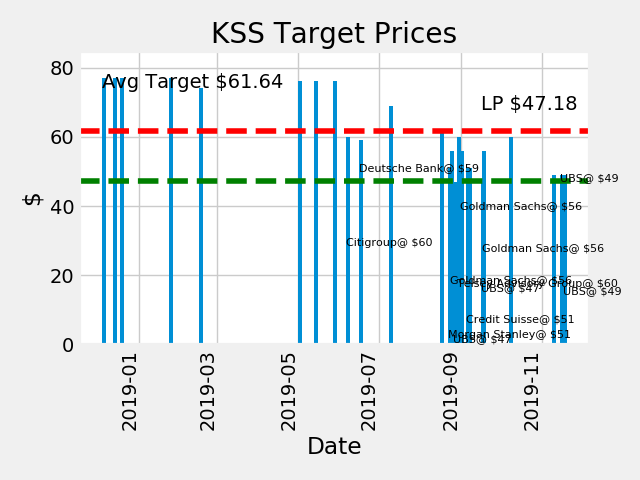 KSS Target Prices
Avg Target $61.64
LP $47.18
$
80
60
40
20
0
Deutsche Bank@ $59
UBS@ $49
Goldman Sachs@ $56
Citigroup@ $60
Goldman Sachs@ $56
Goldman Sachs@ $56
Telsey Advisory Group@ $60
UBS@ $47
UBS@ $49
Credit Suisse@ $51
Morgan Stanley@ $51
UBS@ $47
2019-01
2019-03
2019-05
2019-07
2019-09
2019-11
Date